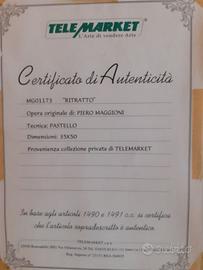 TELEMARKET
L'Arte di vendere Arte
Certificato di Autenticità
MG01173 "RITRATTO"
Opera originale di: PIERO MAGGIONI
Tecnica: PASTELLO
Dimensioni: 35X50
Provenienza collezione privata di TELEMARKET
In base agli articoli 1490 e 1491 c.c. si certifica
che l'articolo sopradescritto è autentico.
TELEMARKET
subito